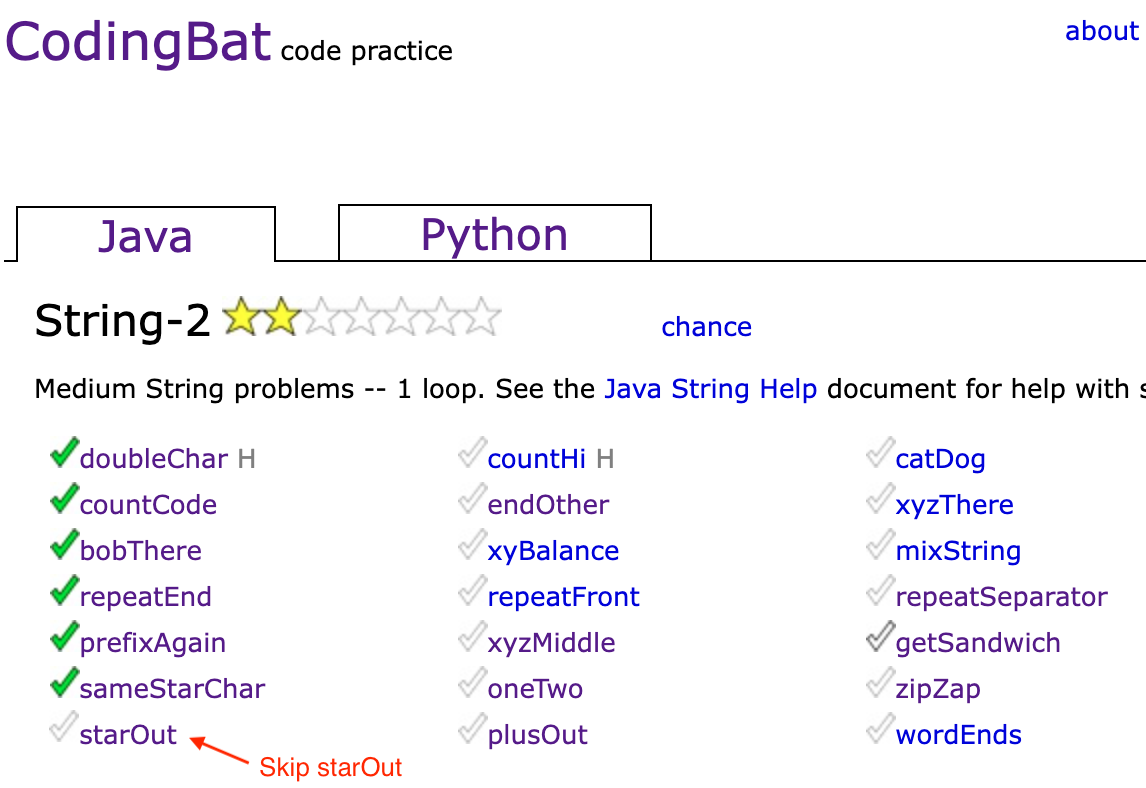 CodingBat code practice
about
Java
Python
String-2
chance
Medium String problems -- 1 loop. See the Java String Help document for help with
doubleChar H
countHi H
catDog
countCode
endOther
xyzThere
bobThere
xyBalance
mixString
repeatEnd
repeatFront
repeatSeparator
prefixAgain
xyzMiddle
getSandwich
sameStarChar
oneTwo
zipZap
starOut
plusOut
wordEnds
Skip starOut